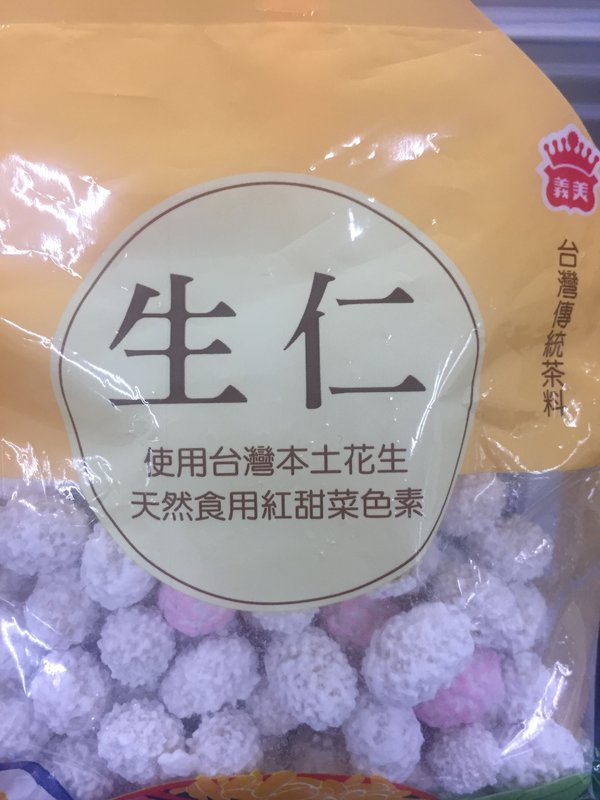 義美
台灣傳統茶料
生仁
使用台灣本土花生
天然食用紅甜菜色素